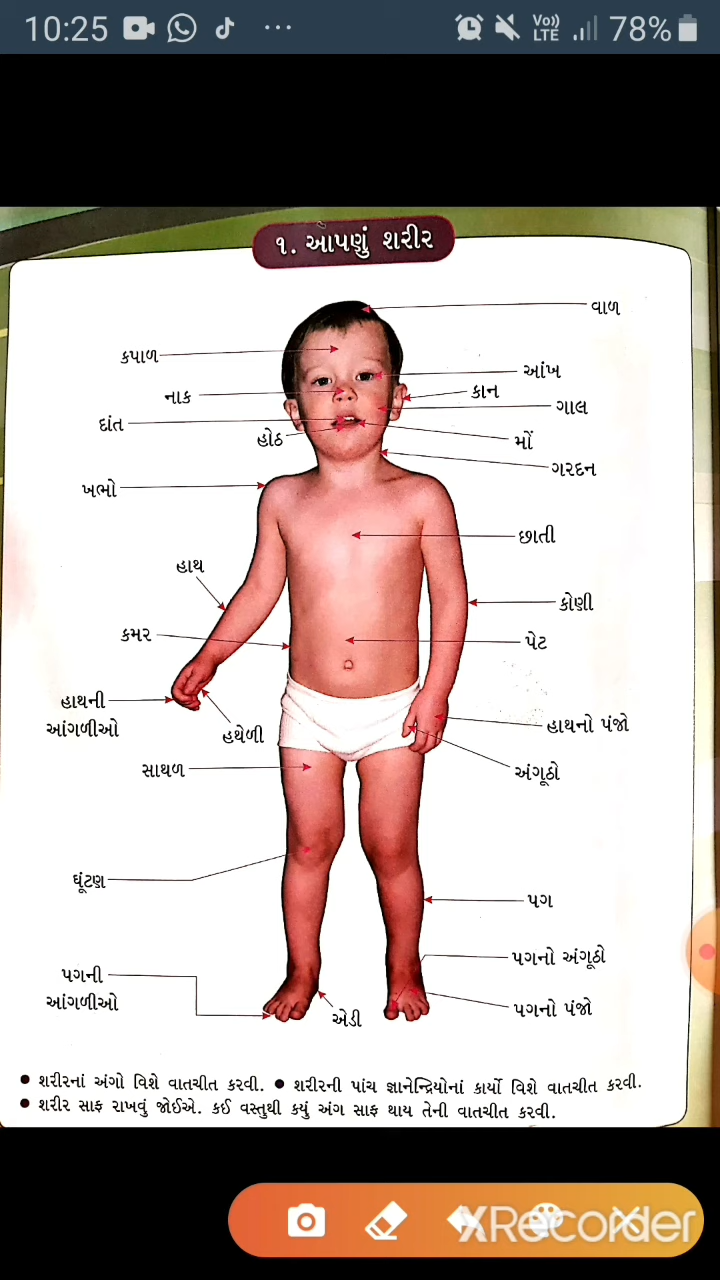 10:25
Vo)) LTE
78%
૧. આપણું શરીર
વાળ
કપાળ
આંખ
નાક
કાન
ગાલ
દાંત
હોઠ
મોં
ગરદન
ખભો
છાતી
હાથ
કોણી
કમર
પેટ
હાથની
આંગળીઓ
હથેળી
હાથનો પંજો
સાથળ
અંગૂઠો
ઘૂંટણ
પગ
પગનો અંગૂઠો
પગની
આંગળીઓ
એડી
પગનો પંજો
● શરીરનાં અંગો વિશે વાતચીત કરવી. ● શરીરની પાંચ જ્ઞાનેન્દ્રિયોનાં કાર્યો વિશે વાતચીત કરવી.
● શરીર સાફ રાખવું જોઈએ. કઈ વસ્તુથી કયું અંગ સાફ થાય તેની વાતચીત કરવી.
XRecorder